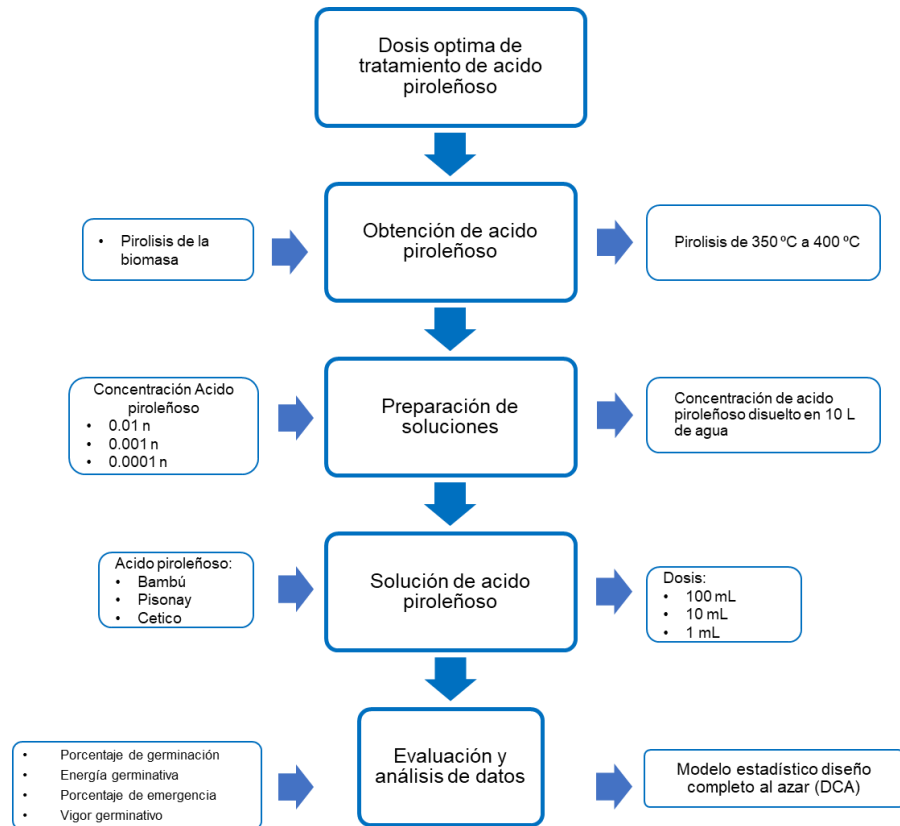 Dosis optima de
tratamiento de acido
piroleñoso
• Pirolisis de la
biomasa
Obtención de acido
piroleñoso
Pirolisis de 350 ºC a 400 ºC
Concentración Acido
piroleñoso
• 0.01 n
• 0.001 n
• 0.0001 n
Preparación de
soluciones
Concentración de acido
piroleñoso disuelto en 10 L
de agua
Acido piroleñoso:
• Bambú
• Pisonay
• Cetico
Solución de acido
piroleñoso
Dosis:
• 100 mL
• 10 mL
• 1 mL
• Porcentaje de germinación
• Energía germinativa
• Porcentaje de emergencia
• Vigor germinativo
Evaluación y
análisis de datos
Modelo estadístico diseño
completo al azar (DCA)